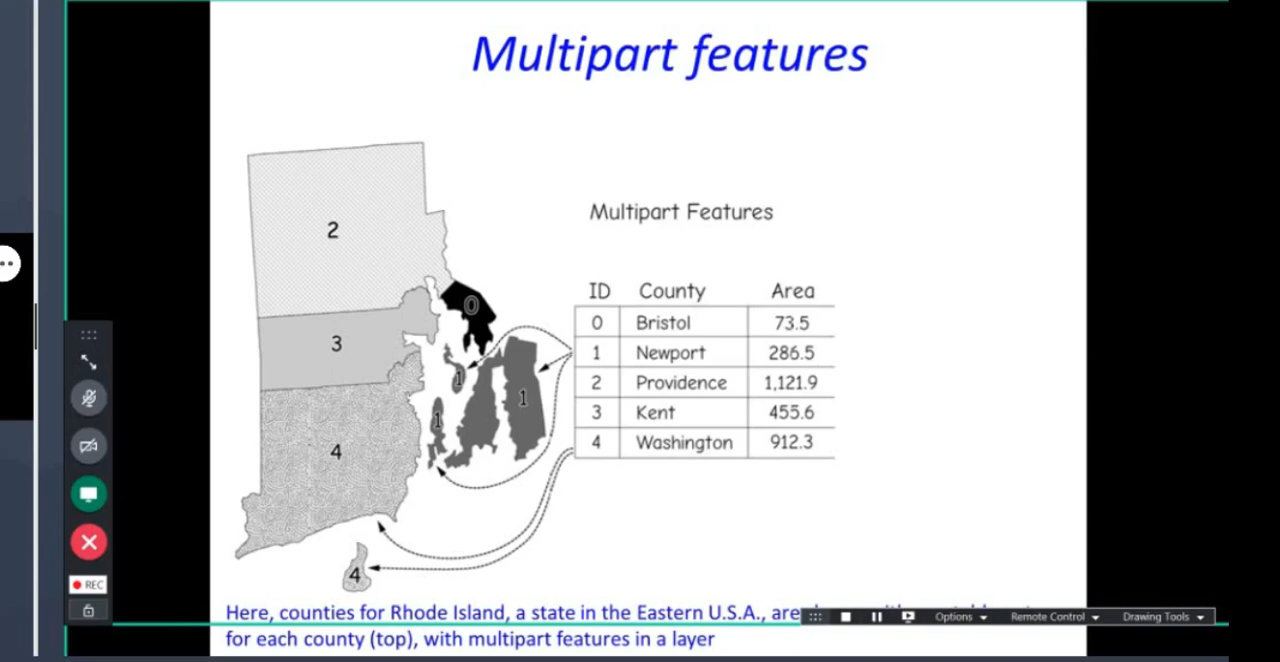 Multipart features
Multipart Features
ID County Area
0 Bristol 73.5
1 Newport 286.5
2 Providence 1,121.9
3 Kent 455.6
4 Washington 912.3
2
0
3
1
1
1
4
4
REC
Here, counties for Rhode Island, a state in the Eastern U.S.A., are
Options Remote Control Drawing Tools
for each county (top), with multipart features in a layer